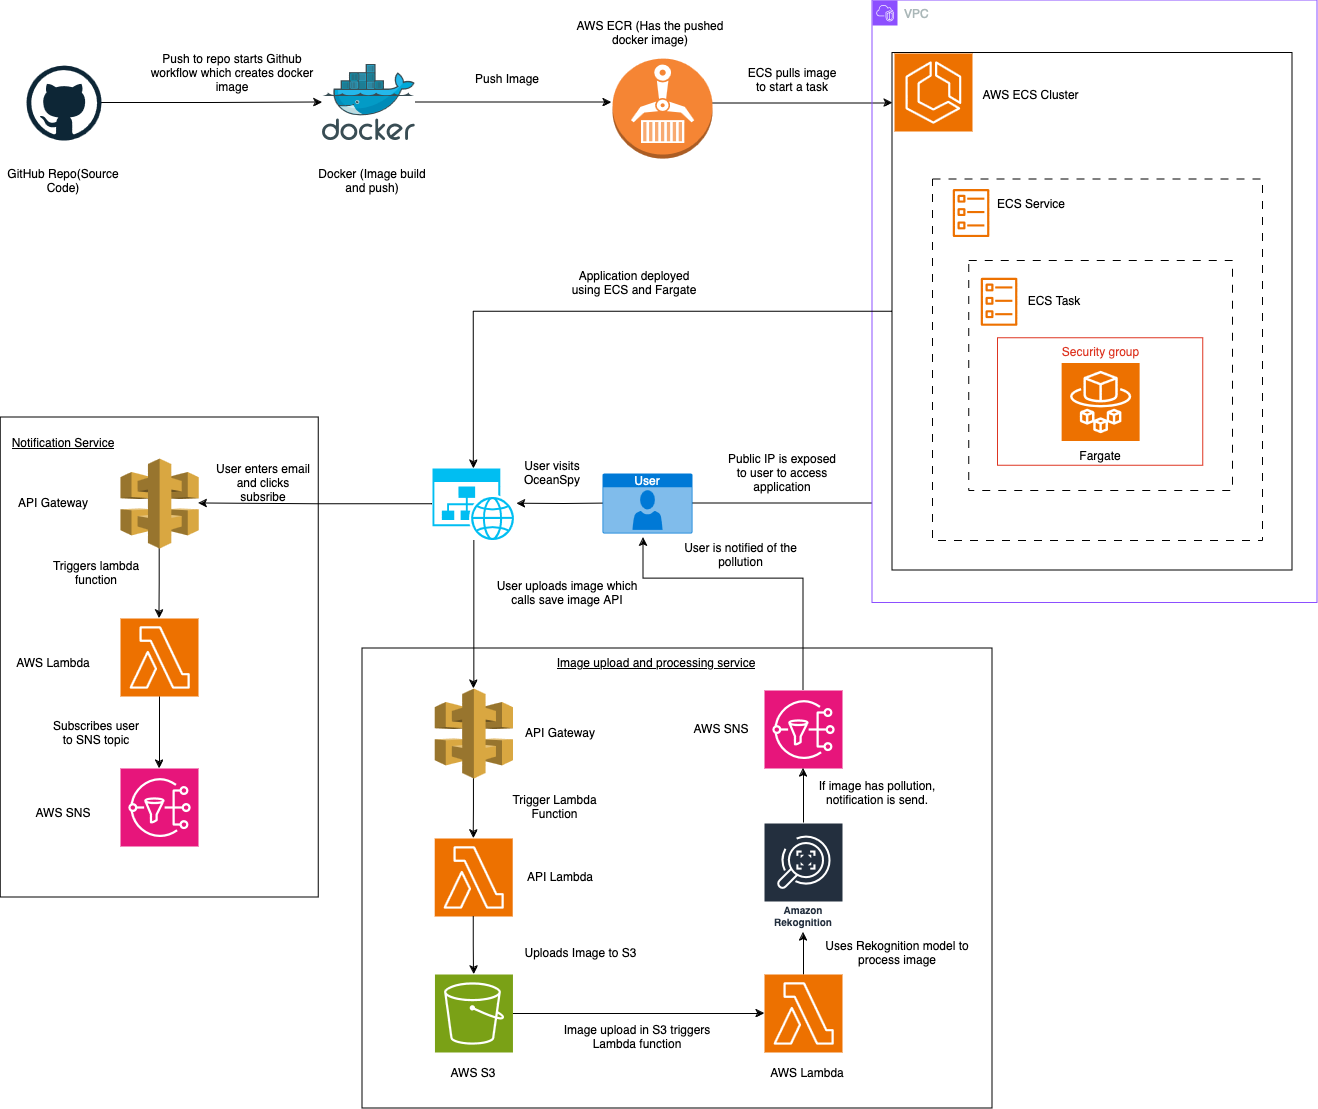 AWS ECR (Has the pushed
docker image)
VPC
Push to repo starts Github
workflow which creates docker
image
Push Image
ECS pulls image
to start a task
AWS ECS Cluster
docker
GitHub Repo(Source
Code)
Docker (Image build
and push)
ECS Service
Application deployed
using ECS and Fargate
ECS Task
Security group
Fargate
Notification Service
API Gateway
User enters email
and clicks
subsribe
User visits
OceanSpy
User
Public IP is exposed
to user to access
application
Triggers lambda
function
User is notified of the
pollution
User uploads image which
calls save image API
AWS Lambda
Subscribes user
to SNS topic
AWS SNS
Image upload and processing service
API Gateway
AWS SNS
Trigger Lambda
Function
If image has pollution,
notification is send.
API Lambda
Amazon
Rekognition
Uploads Image to S3
Uses Rekognition model to
process image
Image upload in S3 triggers
Lambda function
AWS S3
AWS Lambda